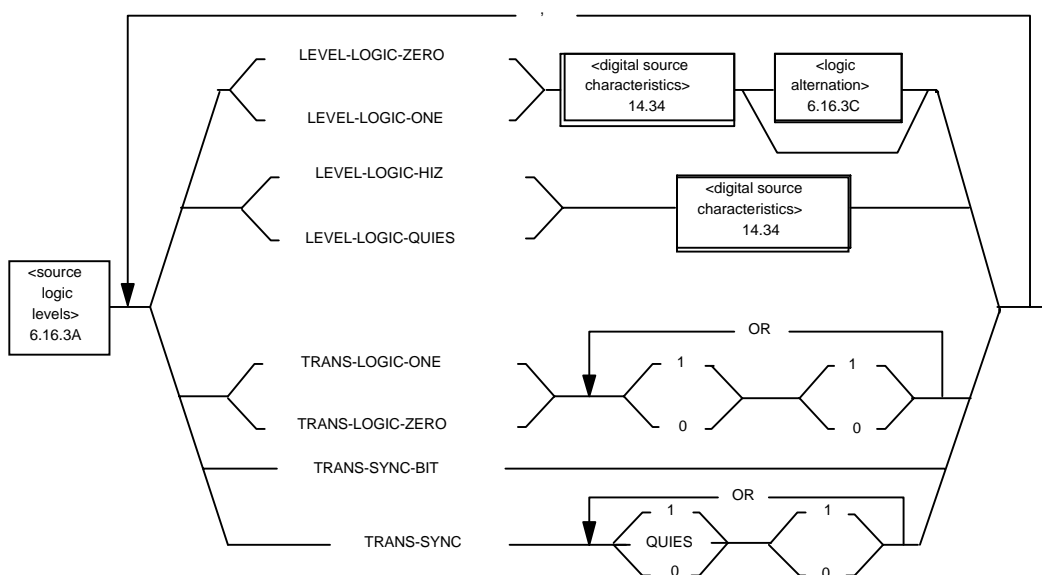 ,
LEVEL-LOGIC-ZERO
LEVEL-LOGIC-ONE
<digital source
characteristics>
14.34
<logic
alternation>
6.16.3C
LEVEL-LOGIC-HIZ
LEVEL-LOGIC-QUIES
<digital source
characteristics>
14.34
<source
logic
levels>
6.16.3A
TRANS-LOGIC-ONE
TRANS-LOGIC-ZERO
OR
1
0
1
0
TRANS-SYNC-BIT
TRANS-SYNC
OR
1
QUIES
0
1
0